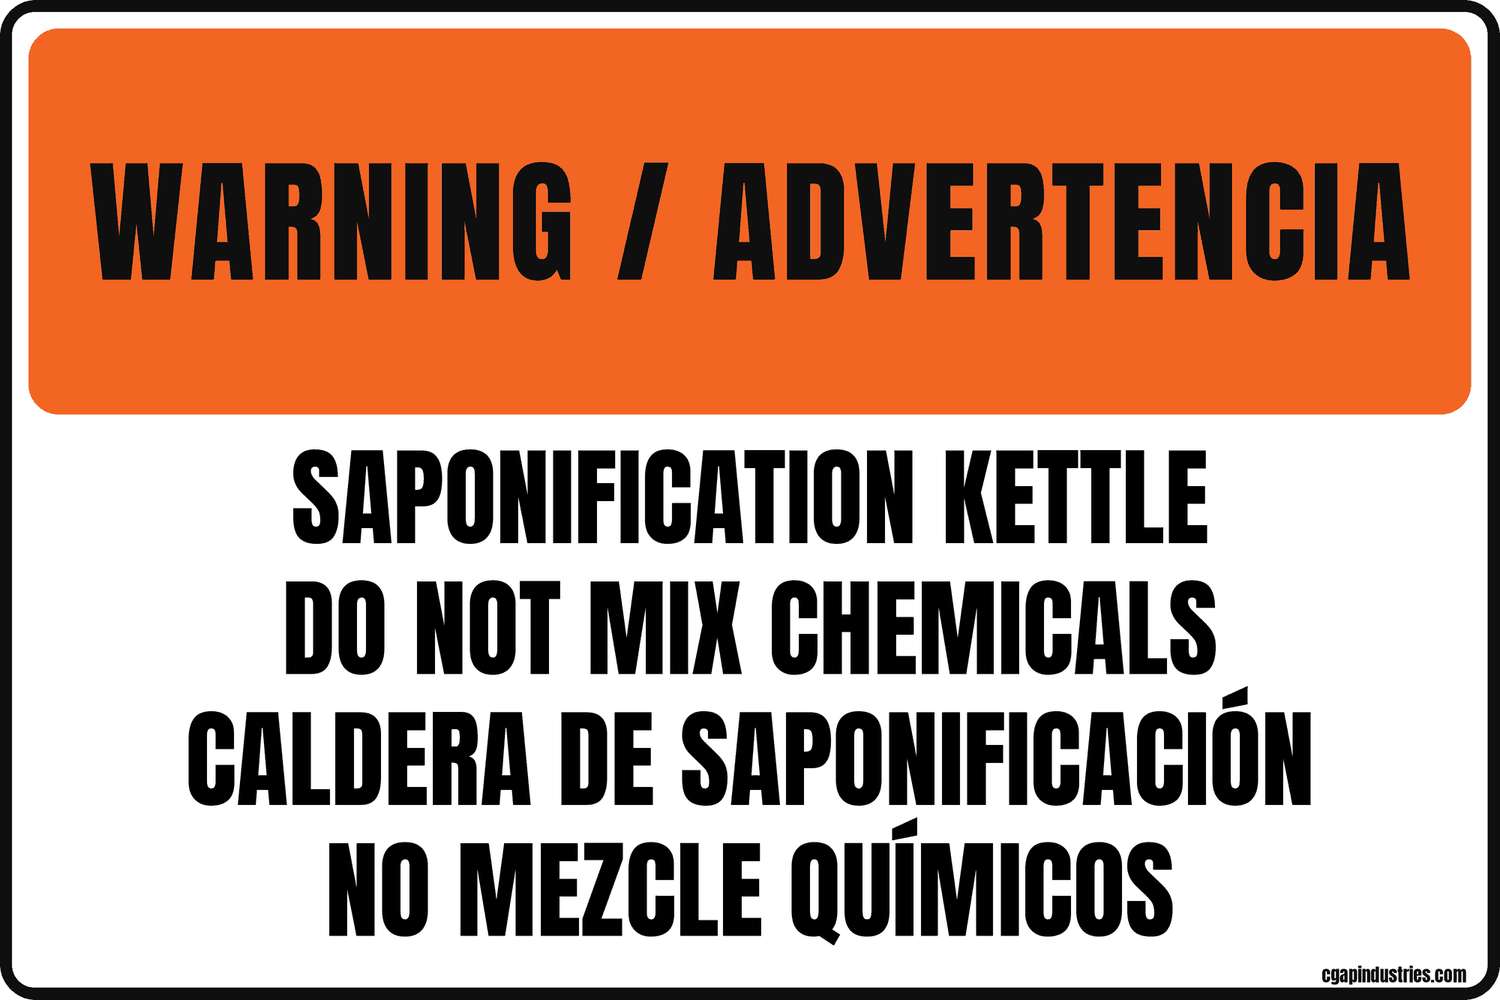 WARNING / ADVERTENCIA
SAPONIFICATION KETTLE
DO NOT MIX CHEMICALS
CALDERA DE SAPONIFICACIÓN
NO MEZCLE QUÍMICOS
cgapindustries.com